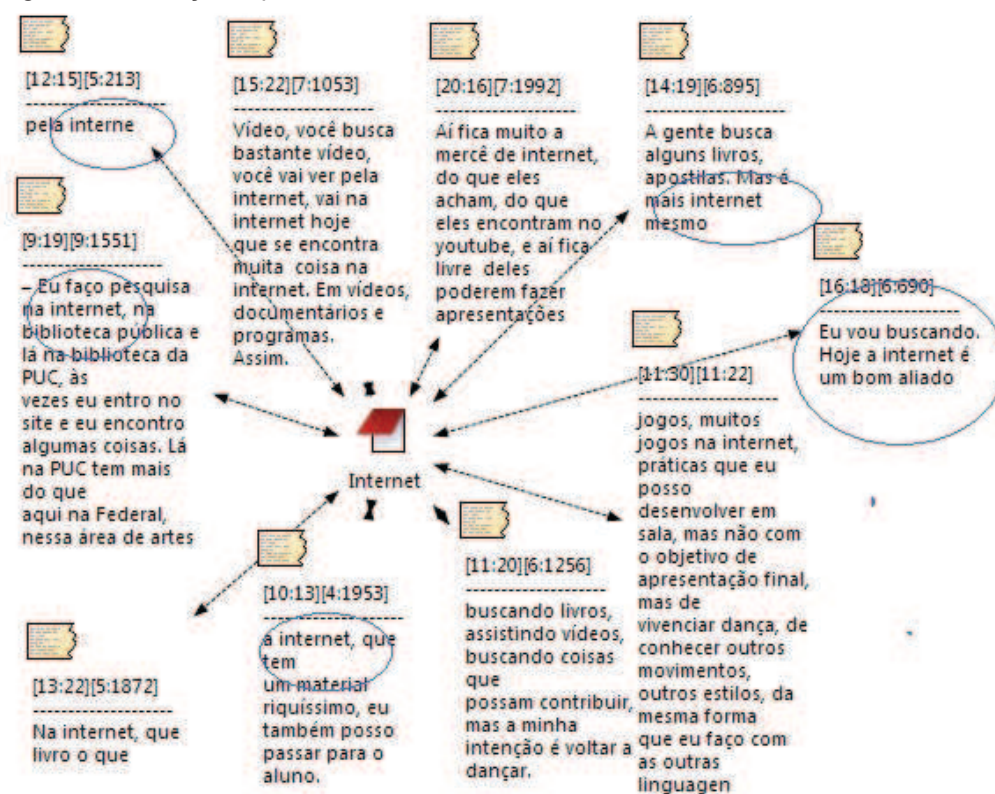 [12:15][5:213]
pela interne
[15:22][7:1053]
Vídeo, você busca
bastante vídeo,
você vai ver pela
internet, vai na
internet hoje
que se encontra
muita coisa na
internet. Em vídeos,
documentários e
programas.
Assim.
[20:16][7:1992]
Aí fica muito a
mercê de internet,
do que eles
acham, do que
eles encontram no
youtube, e aí fica
livre deles
poderem fazer
apresentações
[14:19][6:895]
A gente busca
alguns livros,
apostilas. Mas é
mais internet
mesmo
[9:19][9:1551]
– Eu faço pesquisa
na internet, na
biblioteca pública e
lá na biblioteca da
PUC, às
vezes eu entro no
site e eu encontro
algumas coisas. Lá
na PUC tem mais
do que
aqui na Federal,
nessa área de artes
[16:18][6:690]
Eu vou buscando.
Hoje a internet é
um bom aliado
[11:30][11:22]
jogos, muitos
jogos na internet,
práticas que eu
posso
desenvolver em
sala, mas não com
o objetivo de
apresentação final,
mas de
vivenciar dança, de
conhecer outros
movimentos,
outros estilos, da
mesma forma
que eu faço com
as outras
linguagen
Internet
[13:22][5:1872]
Na internet, que
livro o que
[10:13][4:1953]
a internet, que
tem
um material
riquíssimo, eu
também posso
passar para o
aluno.
[11:20][6:1256]
buscando livros,
assistindo vídeos,
buscando coisas
que
possam contribuir,
mas a minha
intenção é voltar a
dançar.